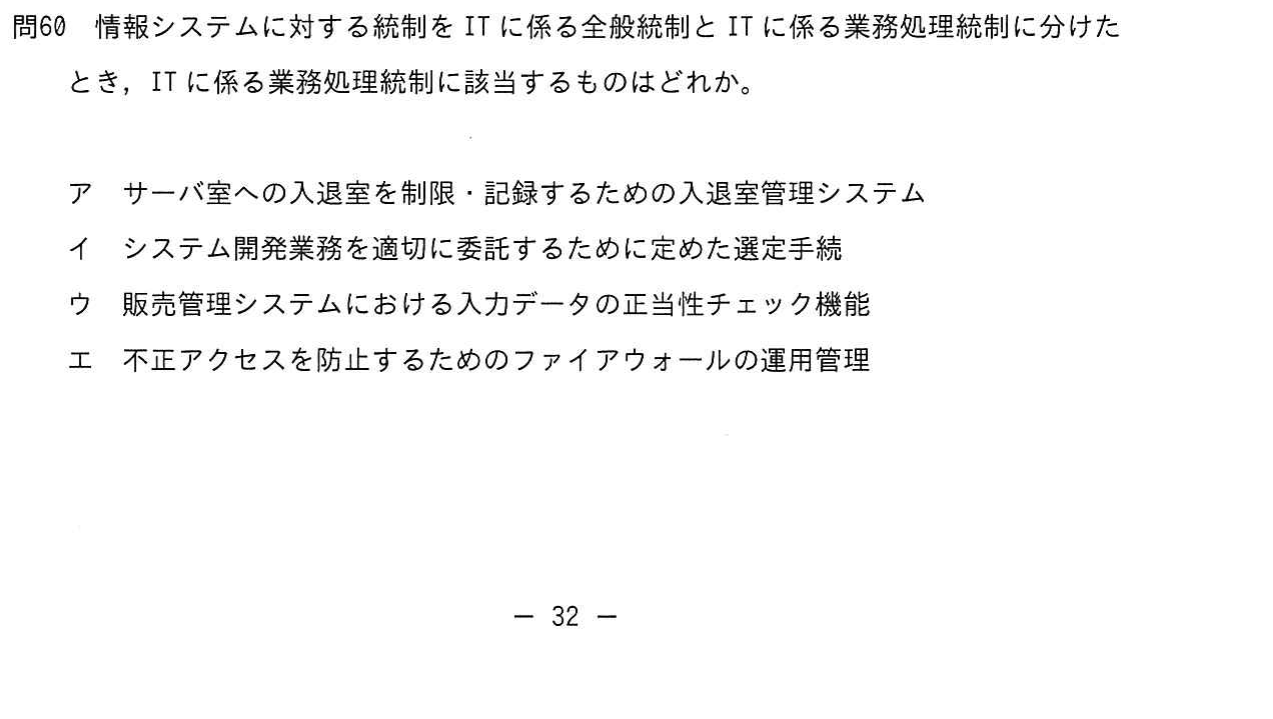 問60 情報システムに対する統制を IT に係る全般統制と IT に係る業務処理統制に分けた
とき，IT に係る業務処理統制に該当するものはどれか。
ア サーバ室への入退室を制限・記録するための入退室管理システム
イ システム開発業務を適切に委託するために定めた選定手続
ウ 販売管理システムにおける入力データの正当性チェック機能
エ 不正アクセスを防止するためのファイアウォールの運用管理
－ 32 －